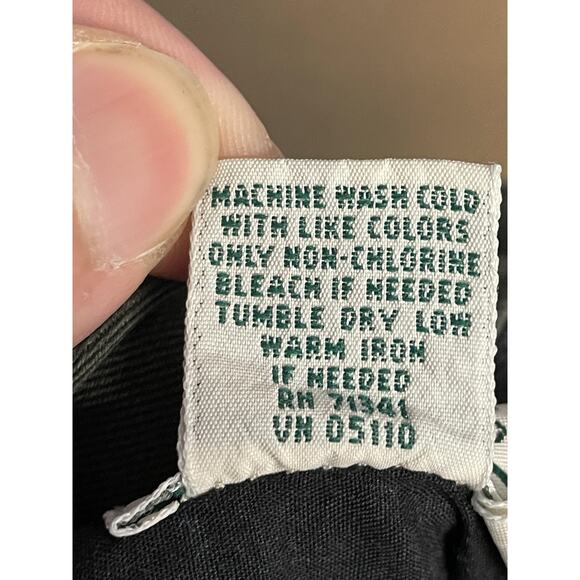 MACHINE WASH COLD
WITH LIKE COLORS
ONLY NON-CHLORINE
BLEACH IF NEEDED
TUMBLE DRY LOW
WARM IRON
IF NEEDED
RN 71341
VN 05110